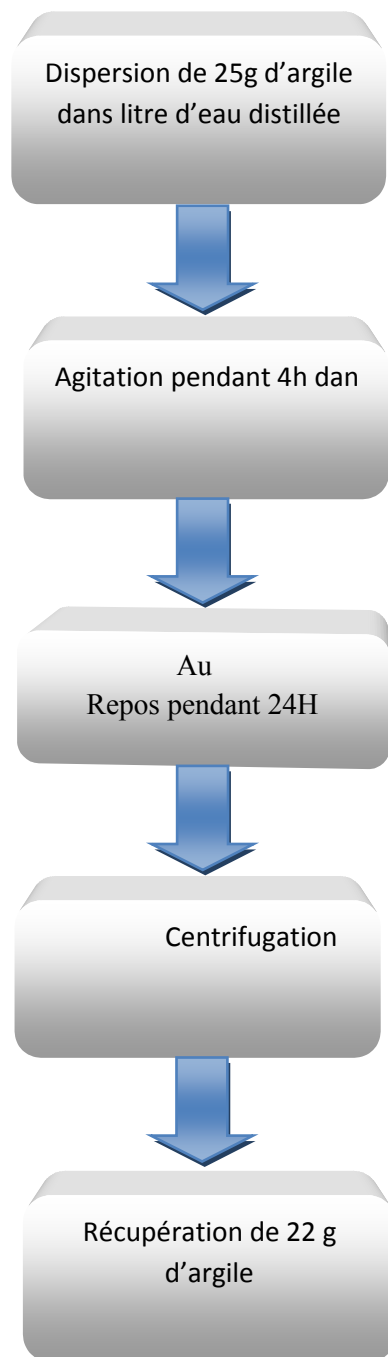 Dispersion de 25g d’argile
dans litre d’eau distillée
Agitation pendant 4h dan
Au
Repos pendant 24H
Centrifugation
Récupération de 22 g
d’argile